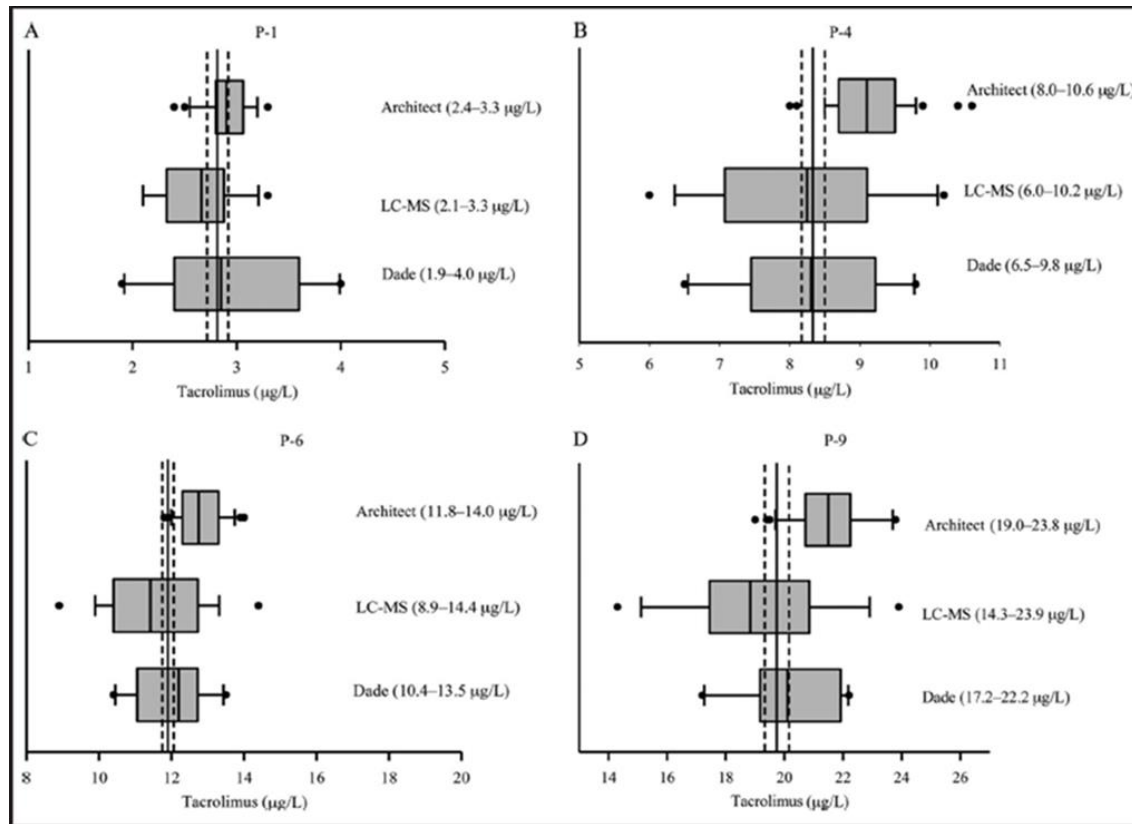 A
P-1
Architect (2.4–3.3 µg/L)
LC-MS (2.1–3.3 µg/L)
Dade (1.9–4.0 µg/L)
1 2 3 4 5
Tacrolimus (µg/L)
B
P-4
Architect (8.0–10.6 µg/L)
LC-MS (6.0–10.2 µg/L)
Dade (6.5–9.8 µg/L)
5 6 7 8 9 10 11
Tacrolimus (µg/L)
C
P-6
Architect (11.8–14.0 µg/L)
LC-MS (8.9–14.4 µg/L)
Dade (10.4–13.5 µg/L)
8 10 12 14 16 18 20
Tacrolimus (µg/L)
D
P-9
Architect (19.0–23.8 µg/L)
LC-MS (14.3–23.9 µg/L)
Dade (17.2–22.2 µg/L)
14 16 18 20 22 24 26
Tacrolimus (µg/L)